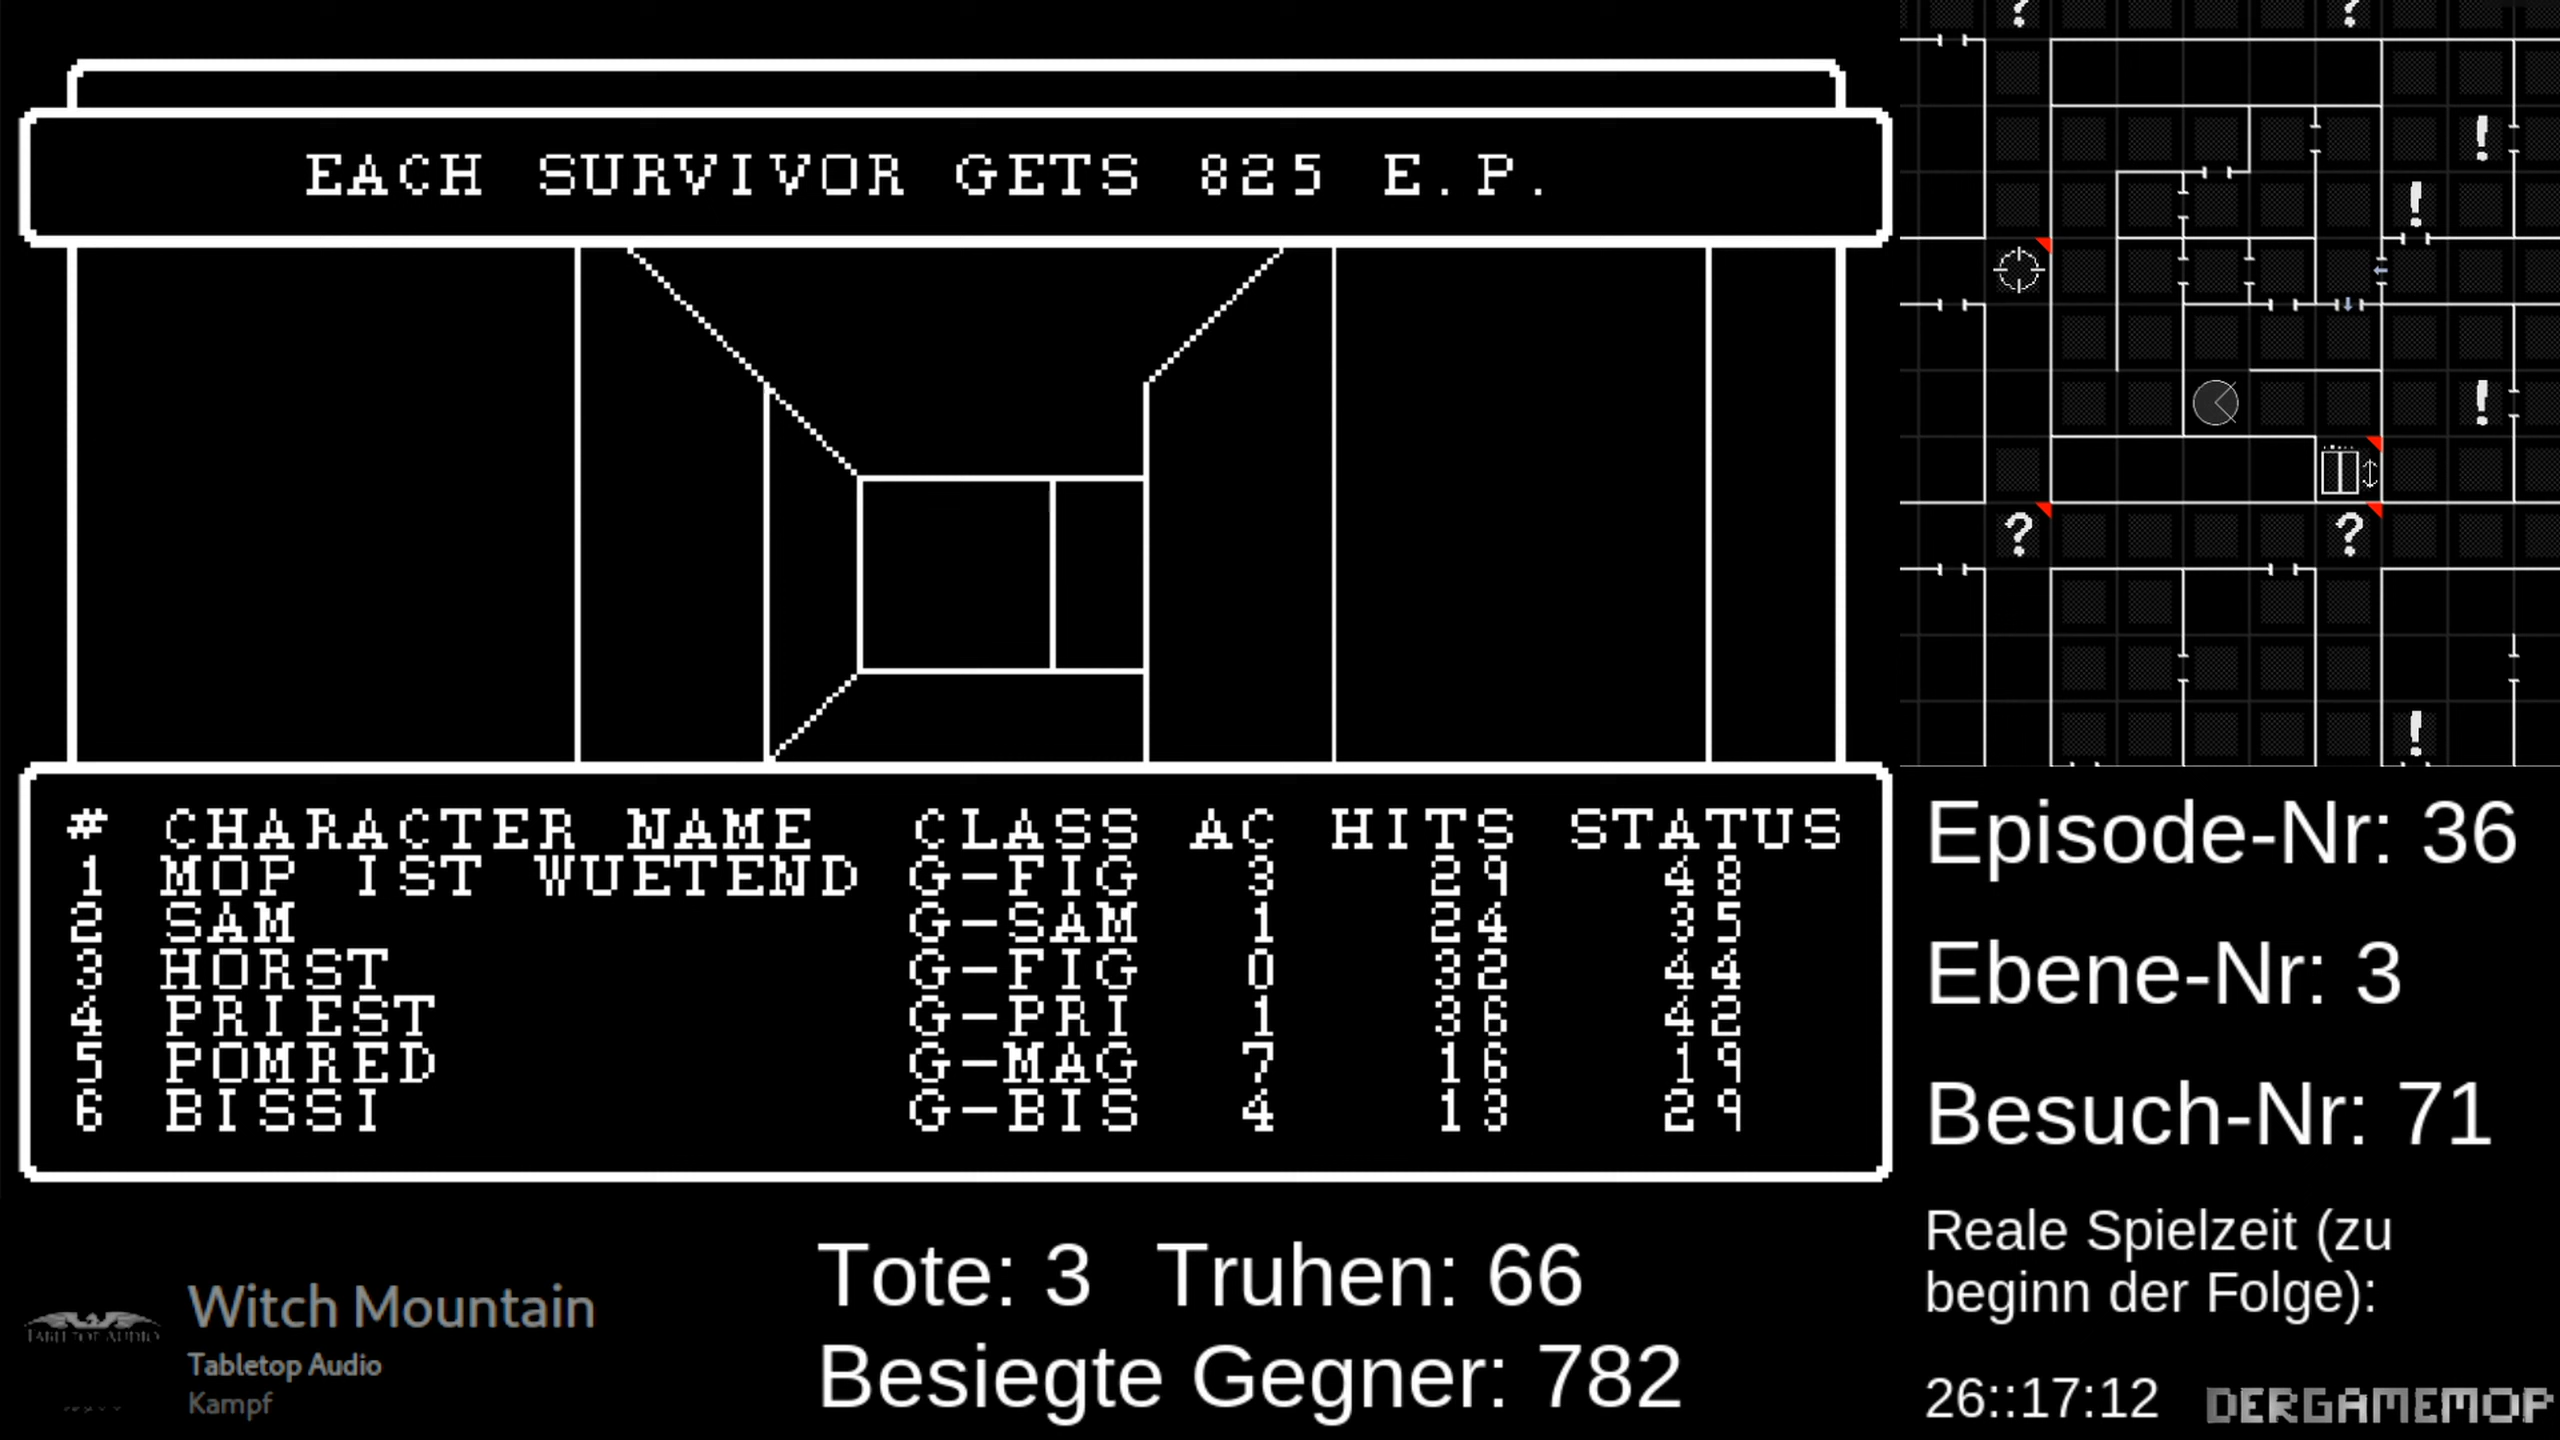 EACH SURVIVOR GETS 825 E.P.
# CHARACTER NAME CLASS AC HITS STATUS
1 MOP IST WUETEND G-FIG 3 29 48
2 SAM G-SAM 1 24 35
3 HORST G-FIG 0 32 44
4 PRIEST G-PRI 1 36 42
5 POMRED G-MAG 7 16 19
6 BISSI G-BIS 4 13 29
? ?
!
!
!
? ?
!
Episode-Nr: 36
Ebene-Nr: 3
Besuch-Nr: 71
Reale Spielzeit (zu
beginn der Folge):
26::17:12
DERGAMEMOP
Tote: 3 Truhen: 66
Besiegte Gegner: 782
TABLETOP AUDIO
Witch Mountain
Tabletop Audio
Kampf